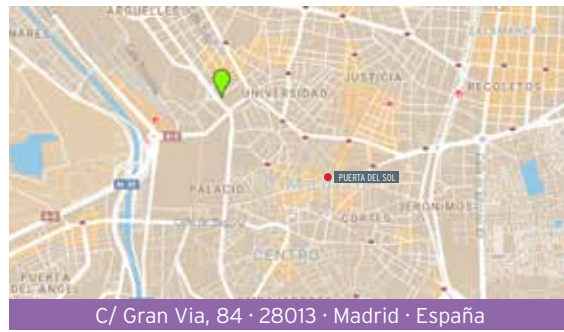 ARGÜELLES
SALAMANCA
JUSTICIA
RECOLETOS
UNIVERSIDAD
PUERTA DEL SOL
PALACIO
JERONIMOS
CORTES
CENTRO
PUERTA
DEL ANGEL
C/ Gran Via, 84 · 28013 · Madrid · España